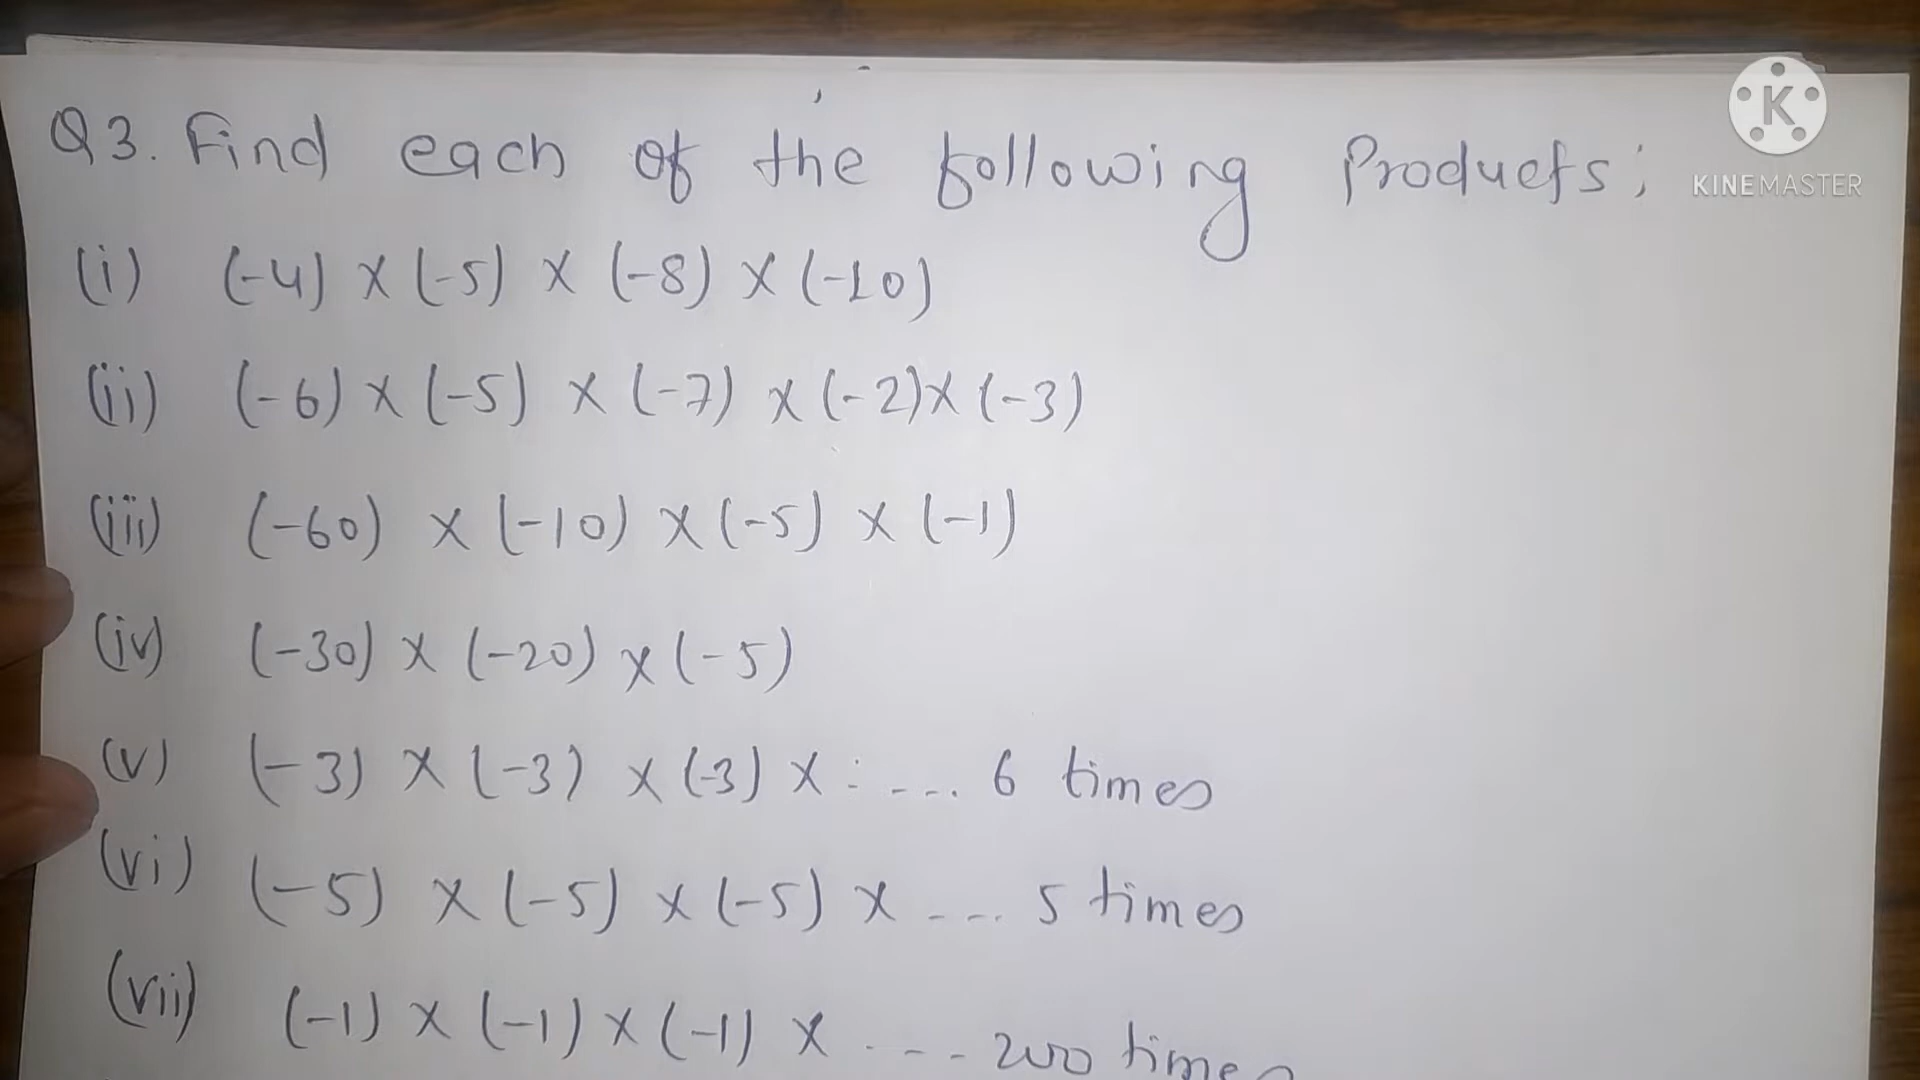 Q3. Find each of the following Products:
K
KINEMASTER
(i) (-4) × (-5) × (-8) × (-10)
(ii) (-6) × (-5) × (-7) × (-2) × (-3)
(iii) (-60) × (-10) × (-5) × (-1)
(iv) (-30) × (-20) × (-5)
(v) (-3) × (-3) × (-3) × .... 6 times
(vi) (-5) × (-5) × (-5) × .... 5 times
(vii) (-1) × (-1) × (-1) × .... 200 times